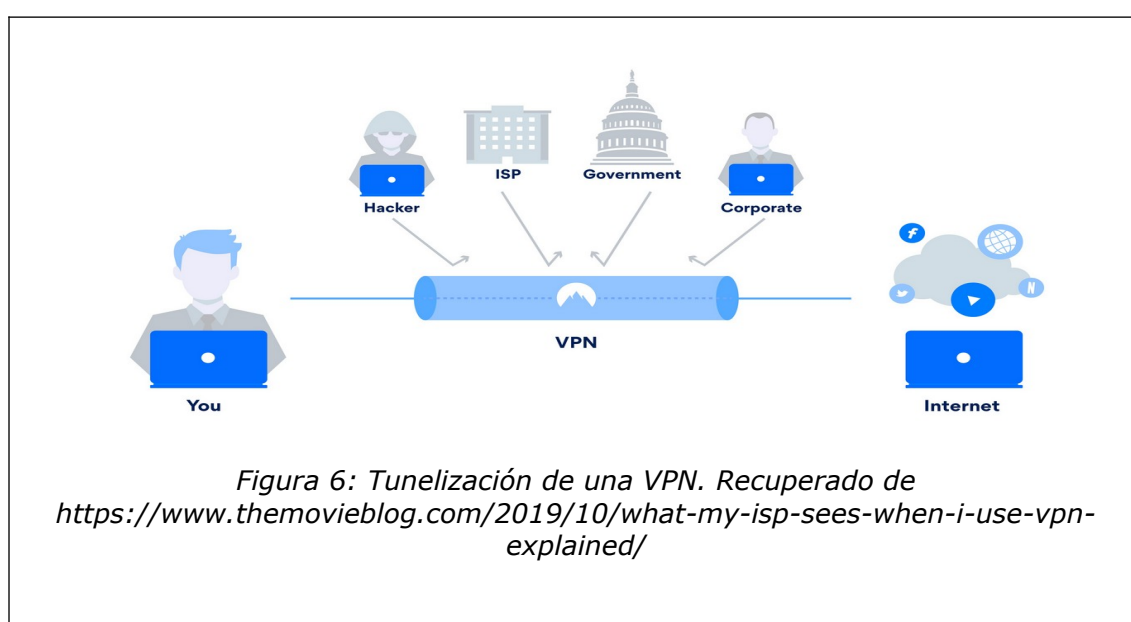 Hacker
ISP
Government
Corporate
VPN
You
Internet
Figura 6: Tunelización de una VPN. Recuperado de
https://www.themovieblog.com/2019/10/what-my-isp-sees-when-i-use-vpn-
explained/